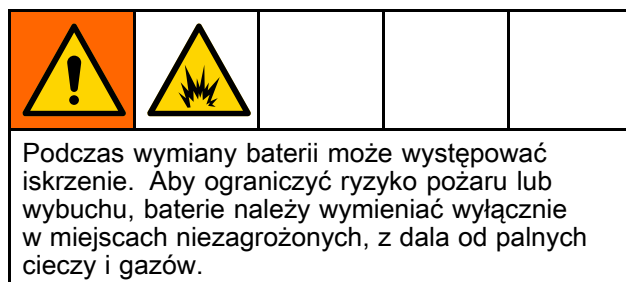 Podczas wymiany baterii może występować
iskrzenie. Aby ograniczyć ryzyko pożaru lub
wybuchu, baterie należy wymieniać wyłącznie
w miejscach niezagrożonych, z dala od palnych
cieczy i gazów.